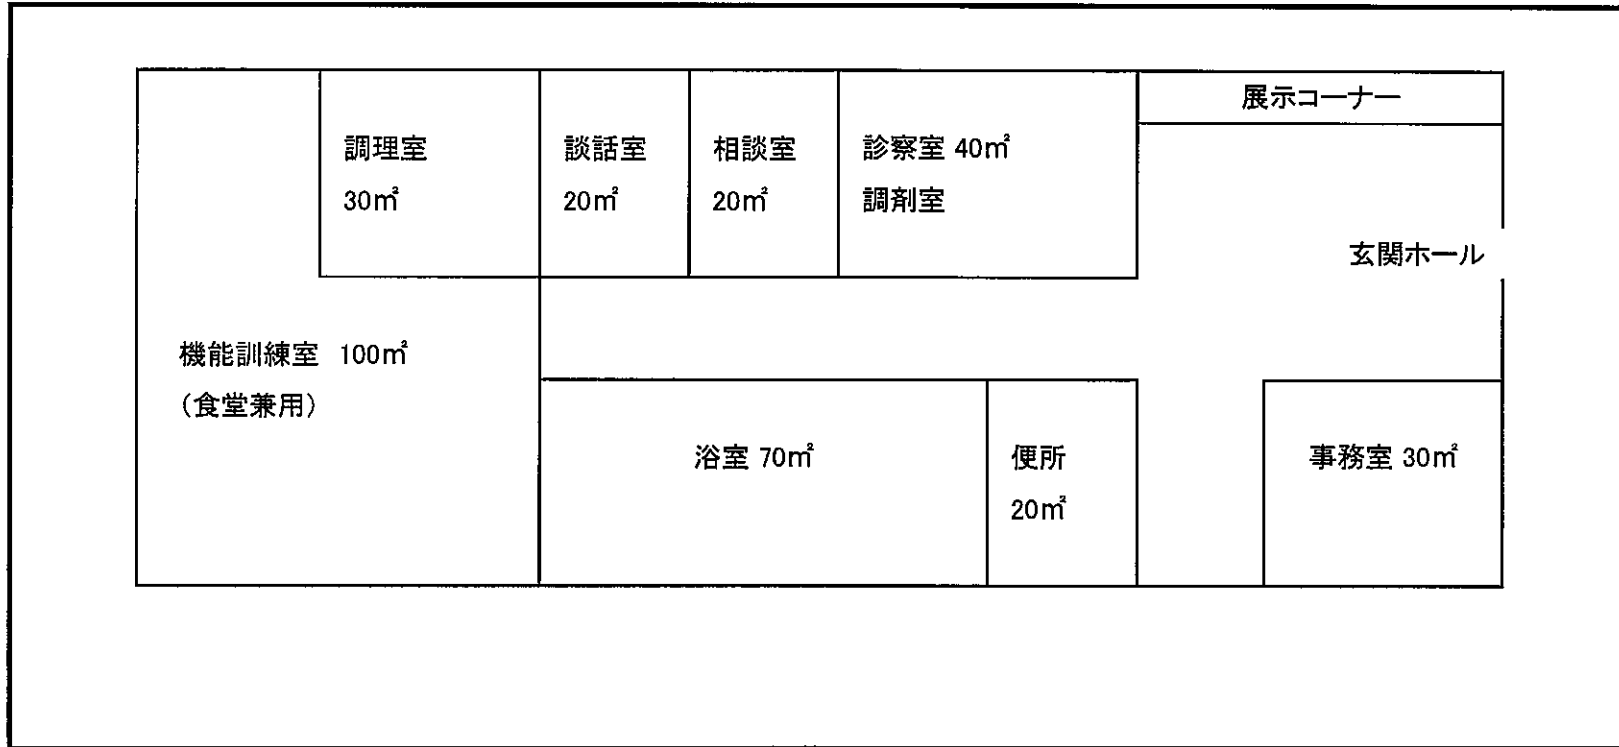 展示コーナー
調理室
30㎡
談話室
20㎡
相談室
20㎡
診察室 40㎡
調剤室
玄関ホール
機能訓練室 100㎡
（食堂兼用）
浴室 70㎡
便所
20㎡
事務室 30㎡